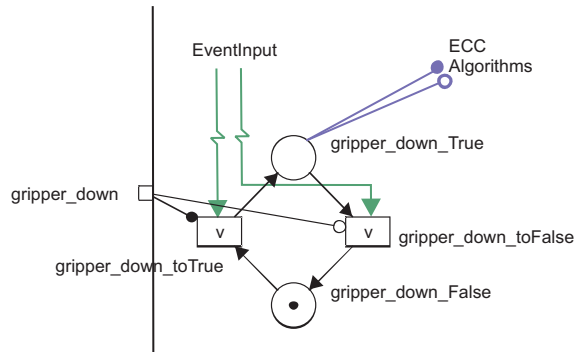 EventInput
ECC
Algorithms
gripper_down_True
gripper_down
v
v
gripper_down_toFalse
gripper_down_toTrue
gripper_down_False